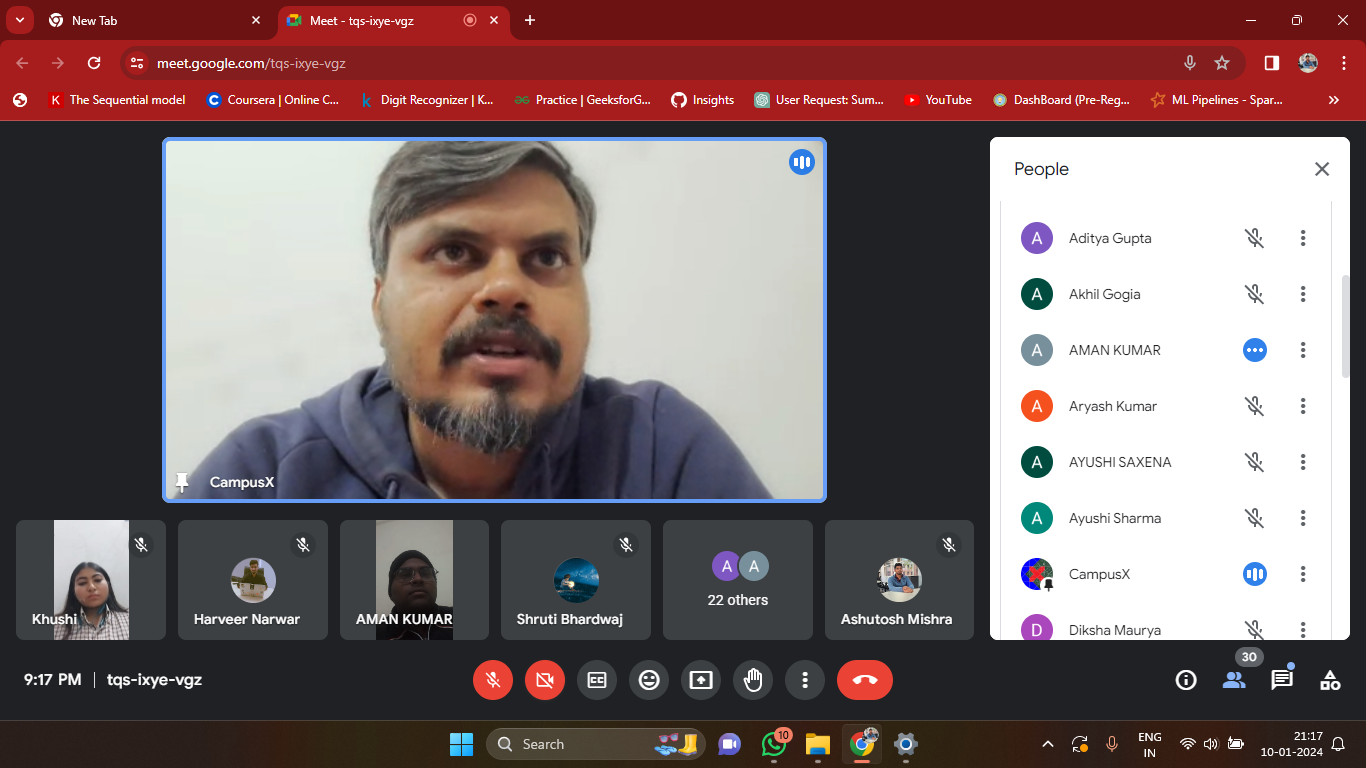 New Tab
Meet - tqs-ixye-vgz
meet.google.com/tqs-ixye-vgz
K The Sequential model
C Coursera | Online C...
k Digit Recognizer | K...
Practice | GeeksforG...
Insights
User Request: Sum...
YouTube
DashBoard (Pre-Reg...
ML Pipelines - Spar...
CampusX
People
A Aditya Gupta
A Akhil Gogia
A AMAN KUMAR
A Aryash Kumar
A AYUSHI SAXENA
A Ayushi Sharma
CampusX
D Diksha Maurya
Khushi
Harveer Narwar
AMAN KUMAR
Shruti Bhardwaj
A A
22 others
Ashutosh Mishra
9:17 PM | tqs-ixye-vgz
30
Search
10
ENG
IN
21:17
10-01-2024